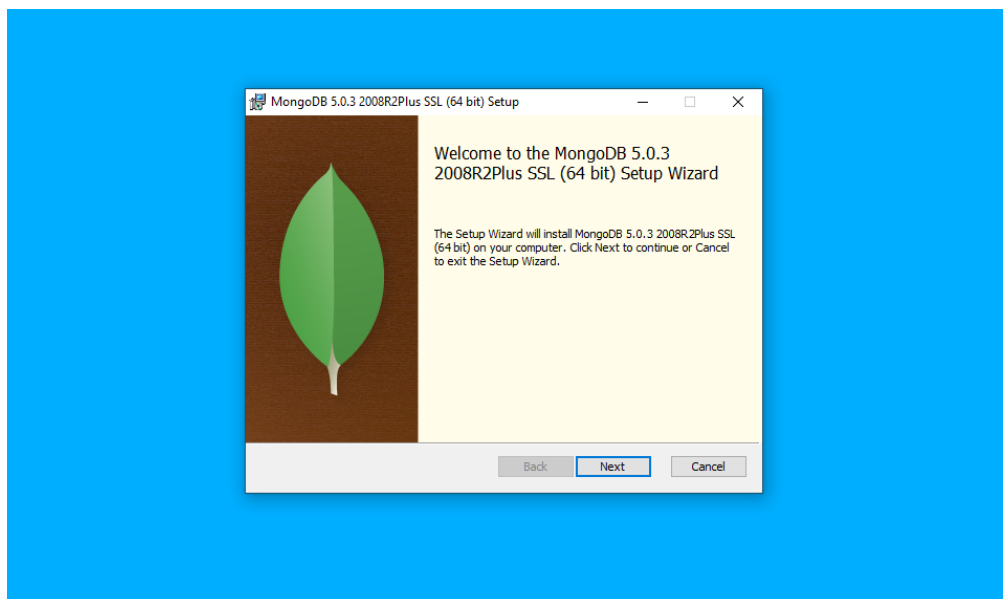 MongoDB 5.0.3 2008R2Plus SSL (64 bit) Setup
Welcome to the MongoDB 5.0.3
2008R2Plus SSL (64 bit) Setup Wizard
The Setup Wizard will install MongoDB 5.0.3 2008R2Plus SSL
(64 bit) on your computer. Click Next to continue or Cancel
to exit the Setup Wizard.
Back Next Cancel